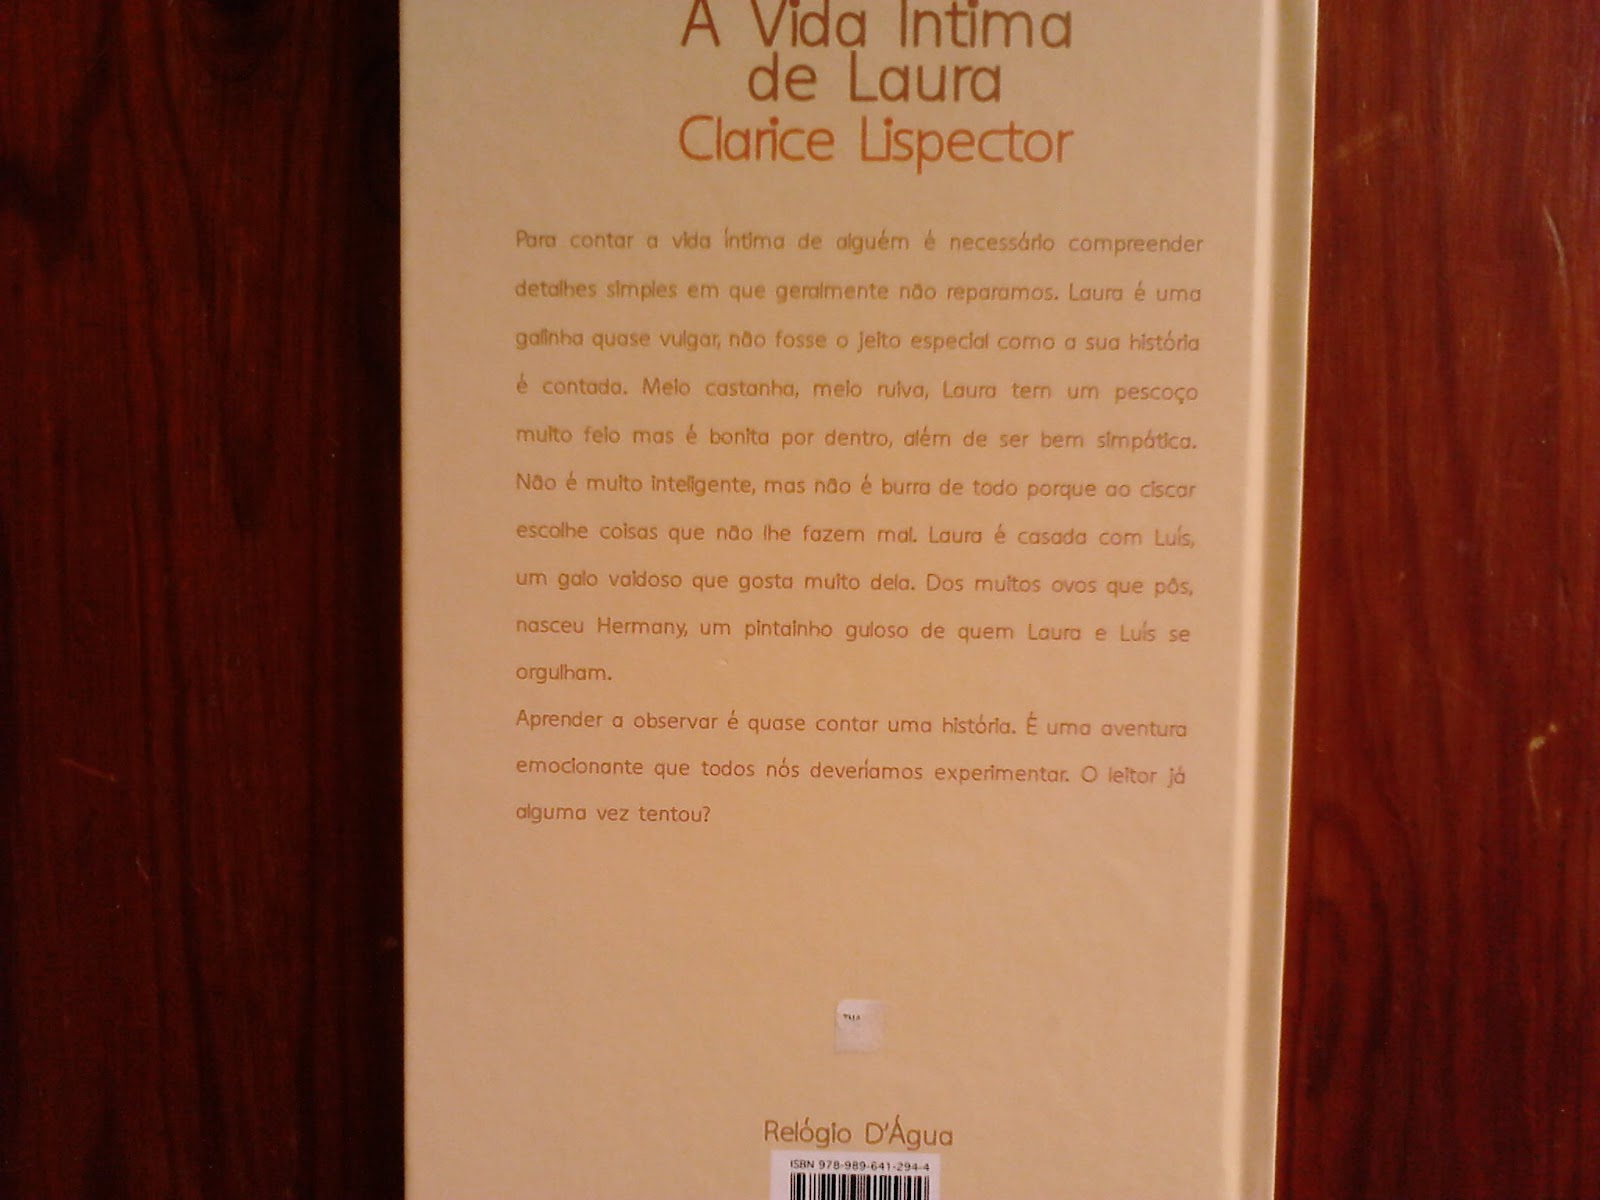 A Vida Íntima
de Laura
Clarice Lispector
Para contar a vida íntima de alguém é necessário compreender
detalhes simples em que geralmente não reparamos. Laura é uma
galinha quase vulgar, não fosse o jeito especial como a sua história
é contada. Meio castanha, meio ruiva, Laura tem um pescoço
muito feio mas é bonita por dentro, além de ser bem simpática.
Não é muito inteligente, mas não é burra de todo porque ao ciscar
escolhe coisas que não lhe fazem mal. Laura é casada com Luís,
um galo vaidoso que gosta muito dela. Dos muitos ovos que pôs,
nasceu Hermany, um pintainho guloso de quem Laura e Luís se
orgulham.
Aprender a observar é quase contar uma história. É uma aventura
emocionante que todos nós deveríamos experimentar. O leitor já
alguma vez tentou?
Relógio D'Água
ISBN 978-989-641-294-4